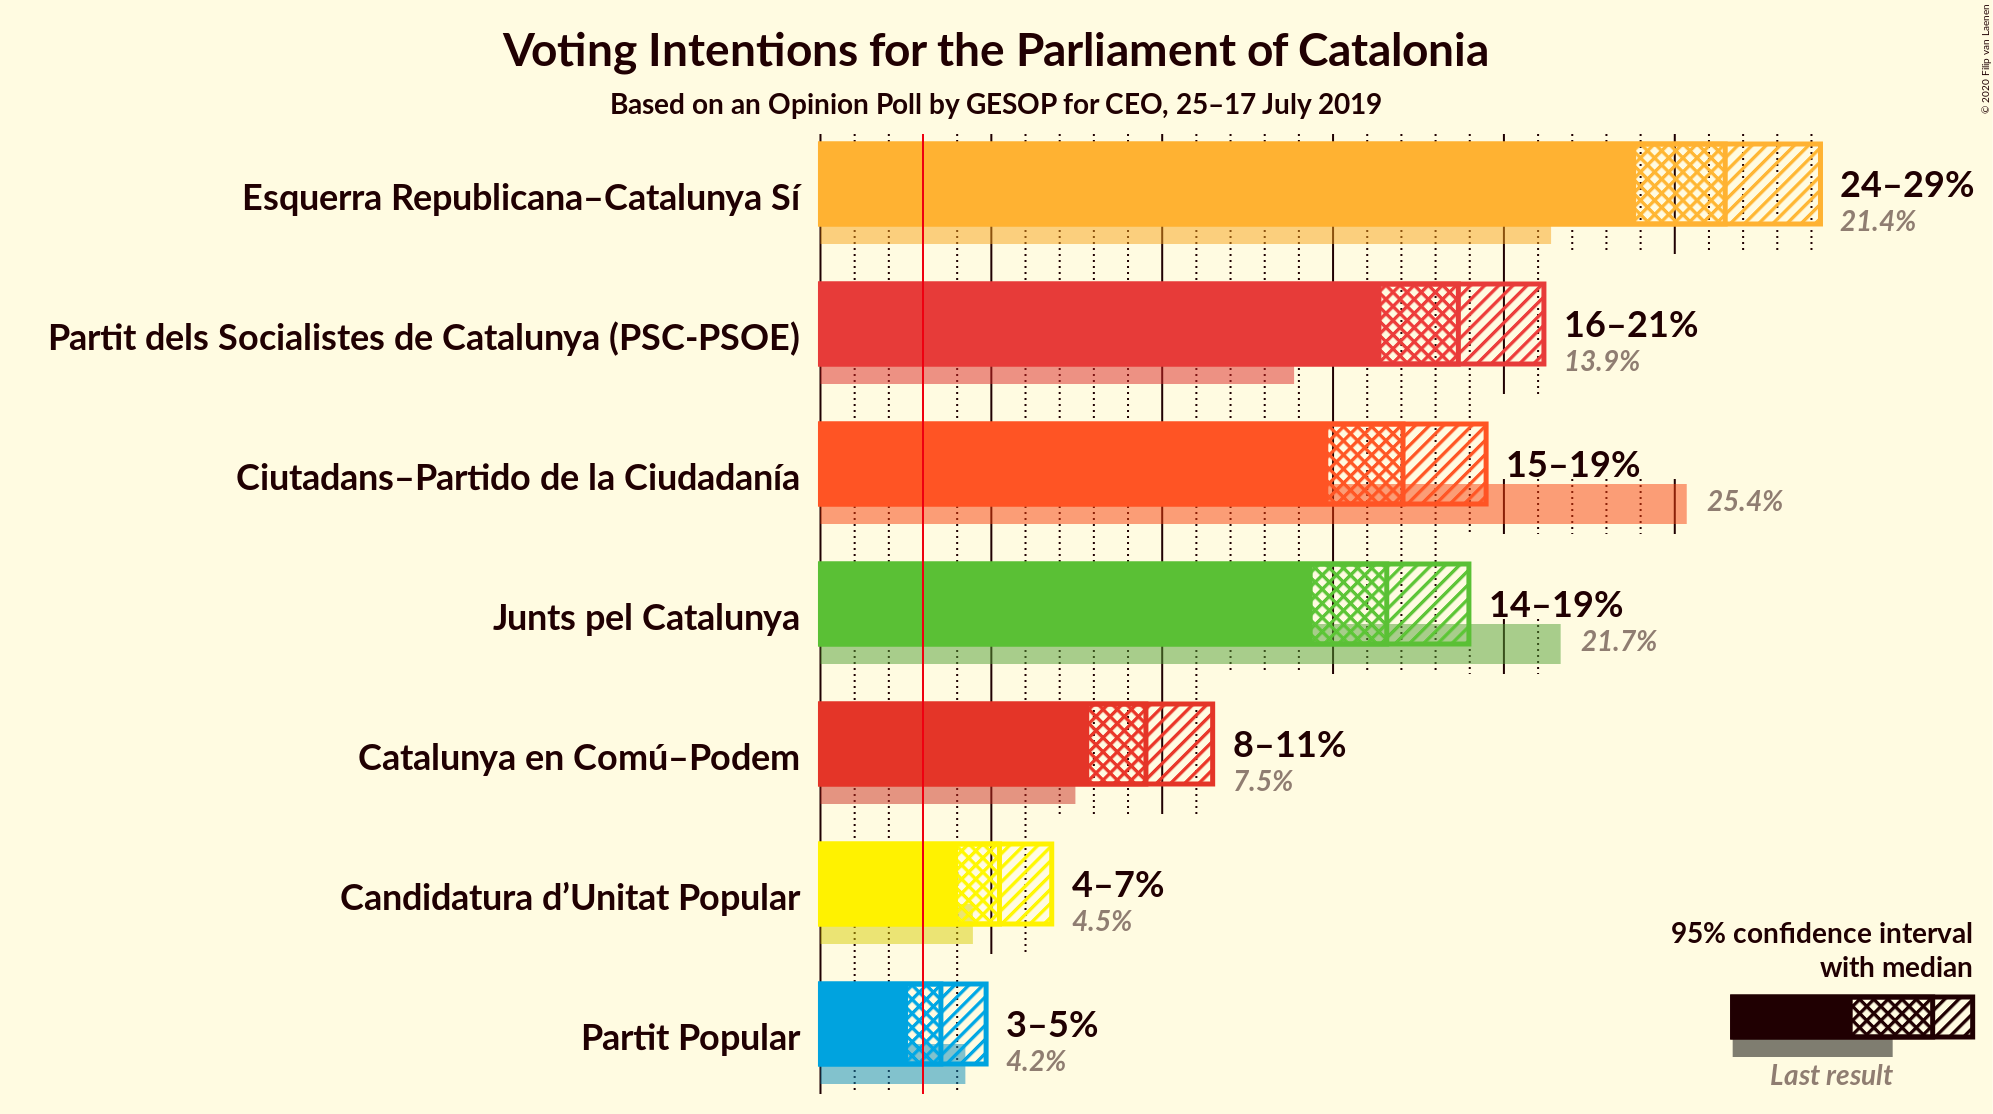 Voting Intentions for the Parliament of Catalonia
Based on an Opinion Poll by GESOP for CEO, 25–17 July 2019
© 2020 Filip van Laenen
Esquerra Republicana–Catalunya Sí
24–29%
21.4%
Partit dels Socialistes de Catalunya (PSC-PSOE)
16–21%
13.9%
Ciutadans–Partido de la Ciudadanía
15–19%
25.4%
Junts pel Catalunya
14–19%
21.7%
Catalunya en Comú–Podem
8–11%
7.5%
Candidatura d’Unitat Popular
4–7%
4.5%
Partit Popular
3–5%
4.2%
95% confidence interval
with median
Last result